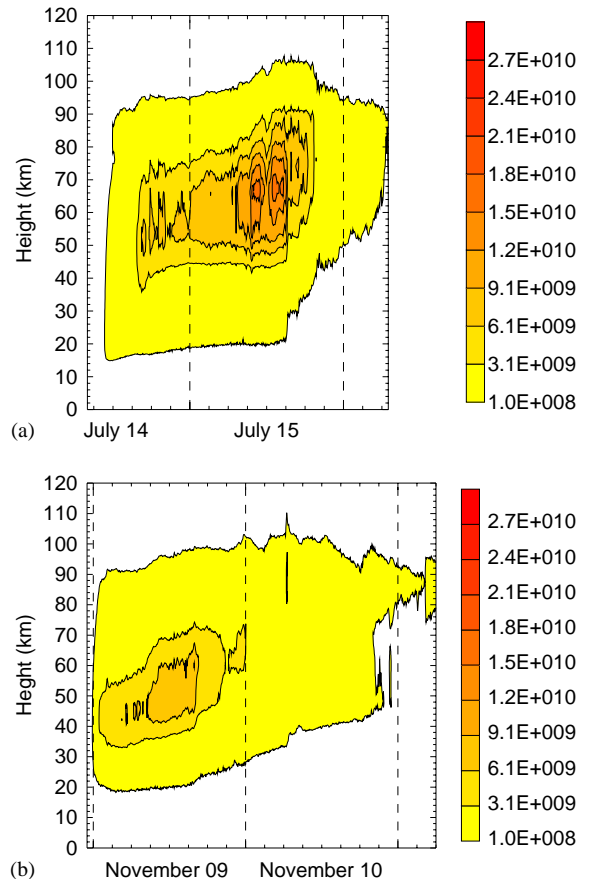 120
110
100
90
80
70
60
50
40
30
20
10
0
Height (km)
2.7E+010
2.4E+010
2.1E+010
1.8E+010
1.5E+010
1.2E+010
9.1E+009
6.1E+009
3.1E+009
1.0E+008
(a) July 14 July 15
120
110
100
90
80
70
60
50
40
30
20
10
0
Height (km)
2.7E+010
2.4E+010
2.1E+010
1.8E+010
1.5E+010
1.2E+010
9.1E+009
6.1E+009
3.1E+009
1.0E+008
(b) November 09 November 10